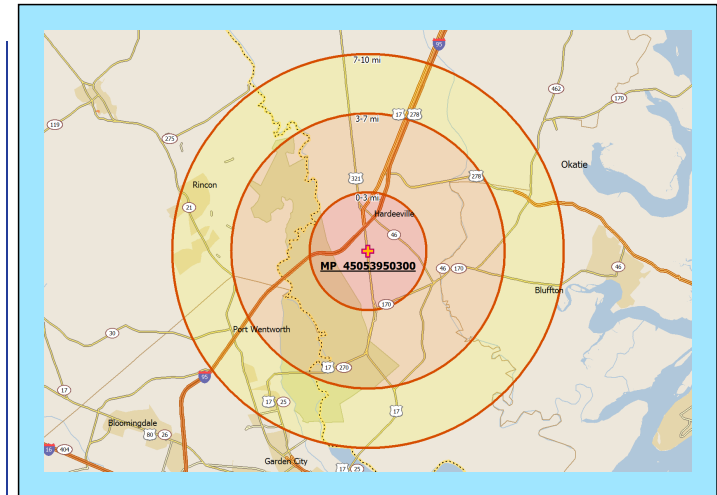 95
7-10 mi
462
170
3-7 mi
17 278
119
275
Okatie
321
278
Rincon
0-3 mi
21
Hardeeville
46
MP 45053950300
46 170
46
Bluffton
170
Port Wentworth
30
17 270
95
17
17 25
17
Bloomingdale
80 26
16 404
Garden City
17 25